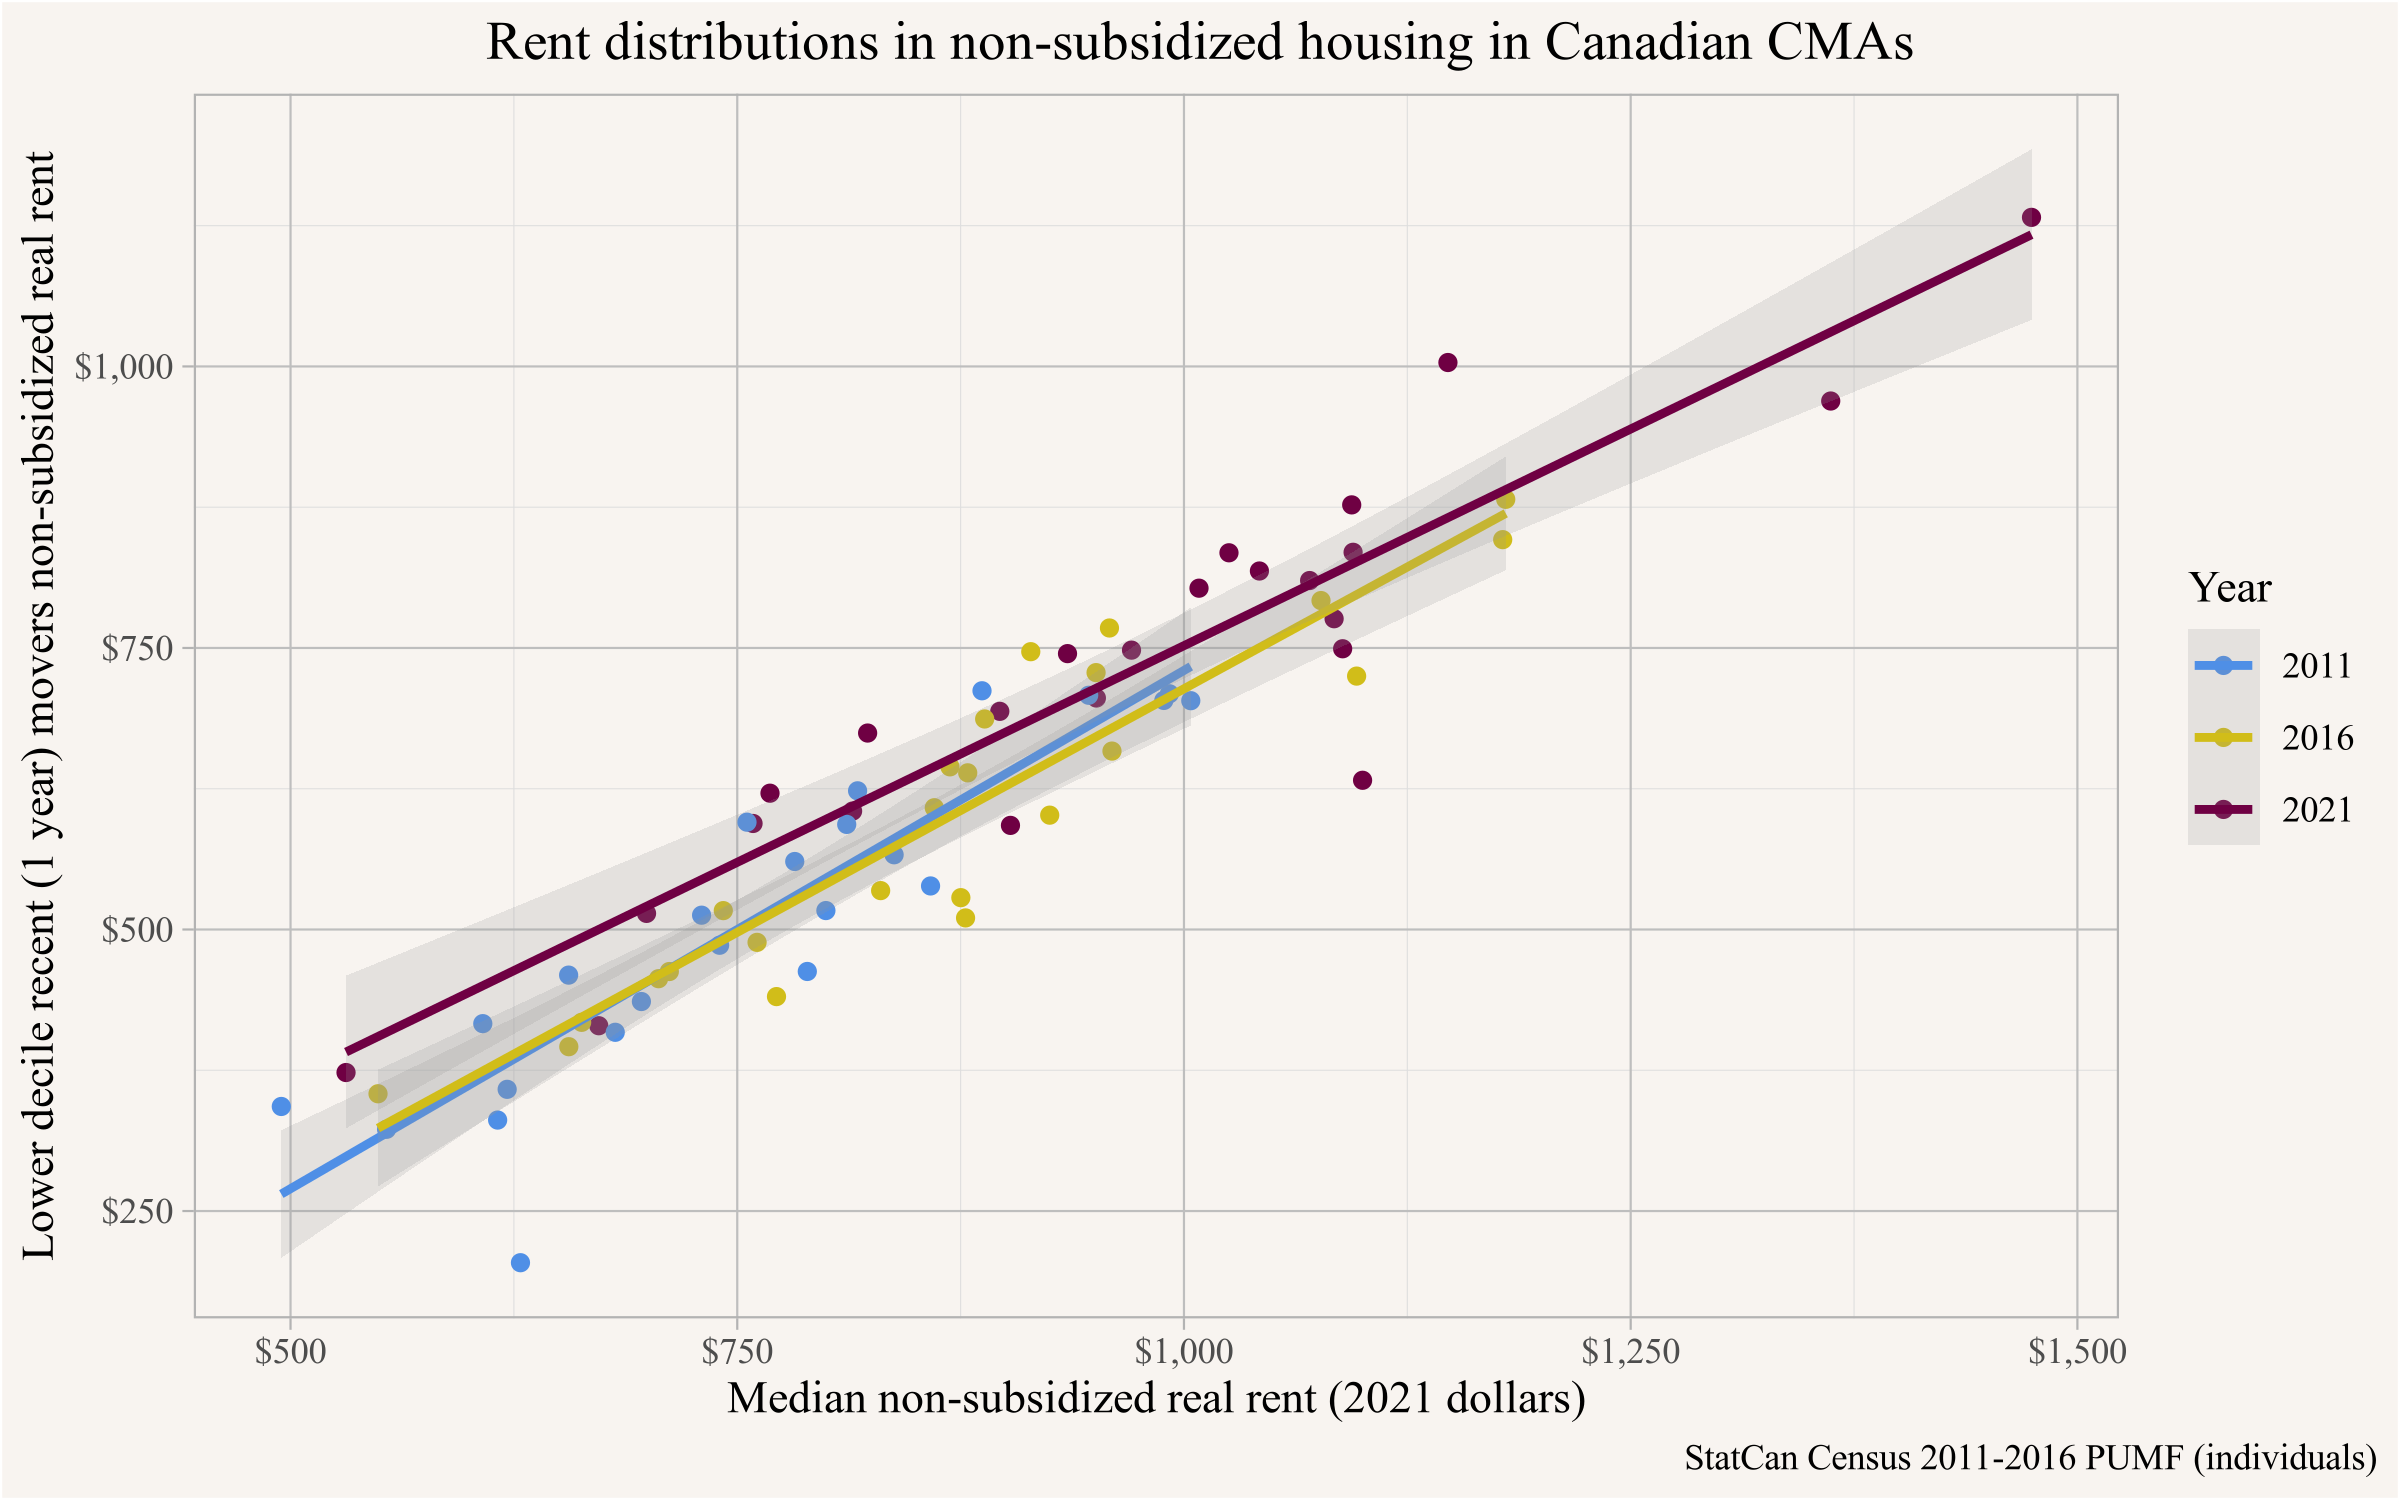 Rent distributions in non-subsidized housing in Canadian CMAs
Lower decile recent (1 year) movers non-subsidized real rent
$1,000
$750
$500
$250
$500
$750
$1,000
$1,250
$1,500
Median non-subsidized real rent (2021 dollars)
Year
2011
2016
2021
StatCan Census 2011-2016 PUMF (individuals)